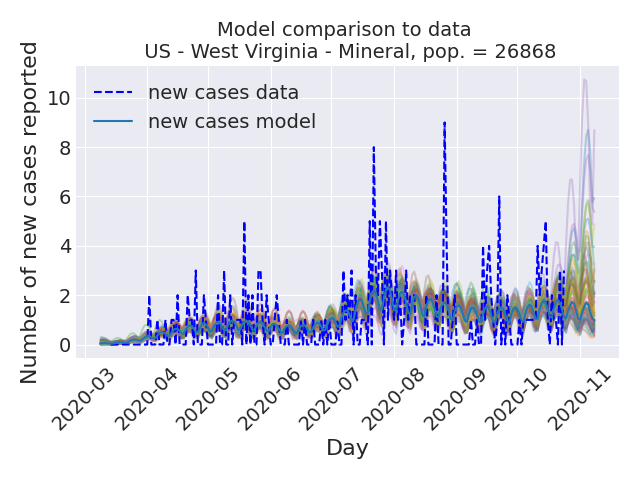 Model comparison to data
US - West Virginia - Mineral, pop. = 26868
Number of new cases reported
10
8
6
4
2
0
new cases data
new cases model
2020-03
2020-04
2020-05
2020-06
2020-07
2020-08
2020-09
2020-10
2020-11
Day